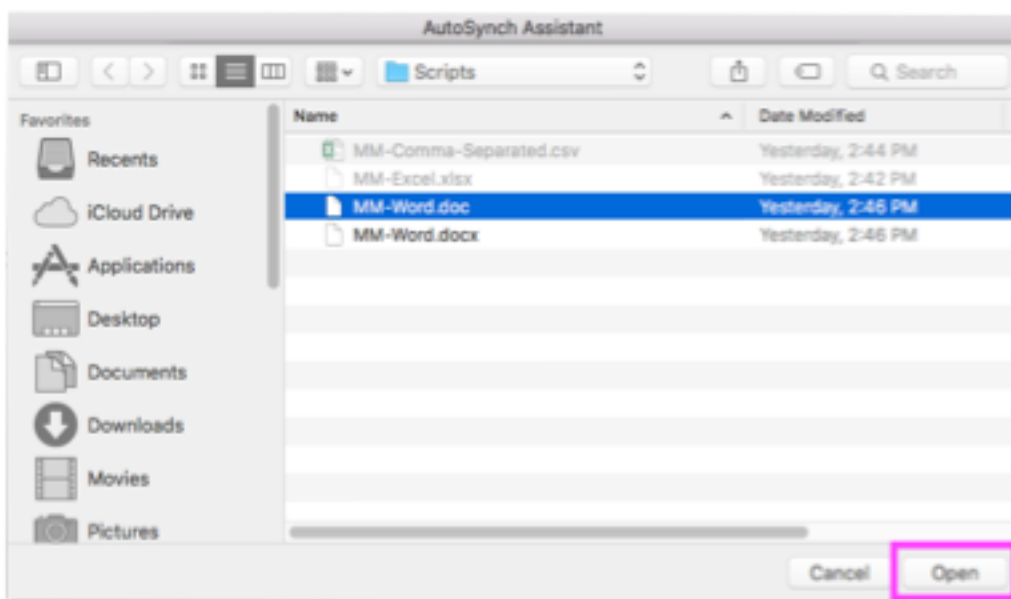 AutoSynch Assistant
Scripts
Search
Favorites
Name
Date Modified
Recents
MM-Comma-Separated.csv
Yesterday, 2:44 PM
MM-Excel.xlsx
Yesterday, 2:42 PM
iCloud Drive
MM-Word.doc
Yesterday, 2:46 PM
MM-Word.docx
Yesterday, 2:46 PM
Applications
Desktop
Documents
Downloads
Movies
Pictures
Cancel
Open